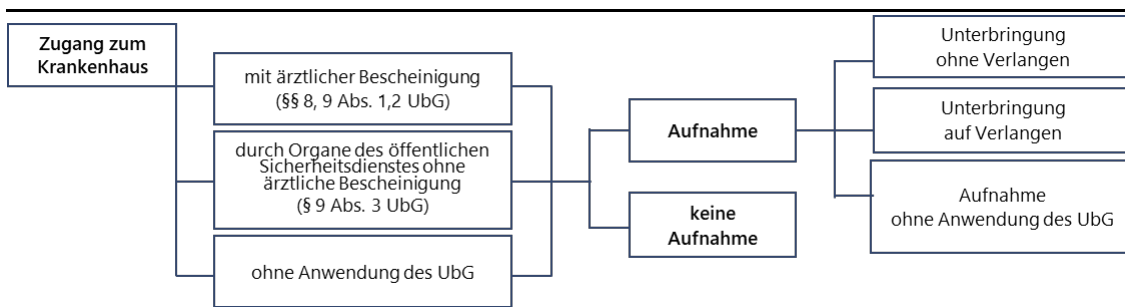 Zugang zum
Krankenhaus
mit ärztlicher Bescheinigung
(§§ 8, 9 Abs. 1,2 UbG)
durch Organe des öffentlichen
Sicherheitsdienstes ohne
ärztliche Bescheinigung
(§ 9 Abs. 3 UbG)
ohne Anwendung des UbG
Aufnahme
keine
Aufnahme
Unterbringung
ohne Verlangen
Unterbringung
auf Verlangen
Aufnahme
ohne Anwendung des UbG